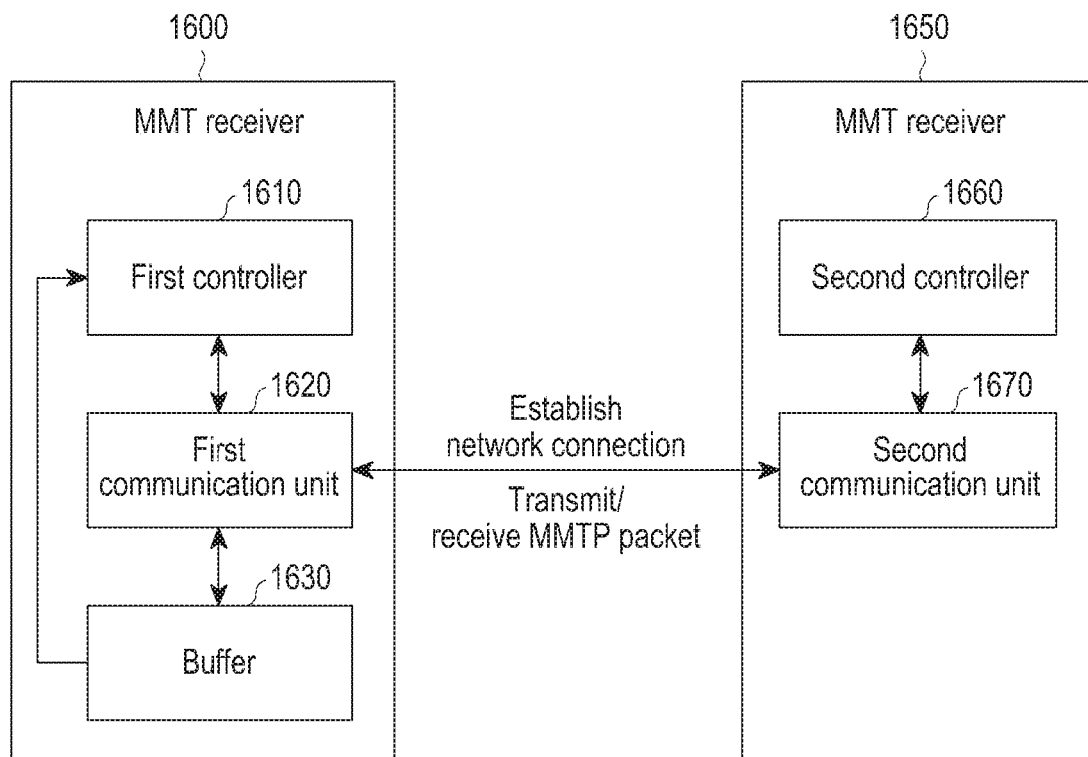 1600
1650
MMT receiver
MMT receiver
1610
1660
First controller
Second controller
1620
1670
First
communication unit
Establish
network connection
Transmit/
receive MMTP packet
Second
communication unit
1630
Buffer